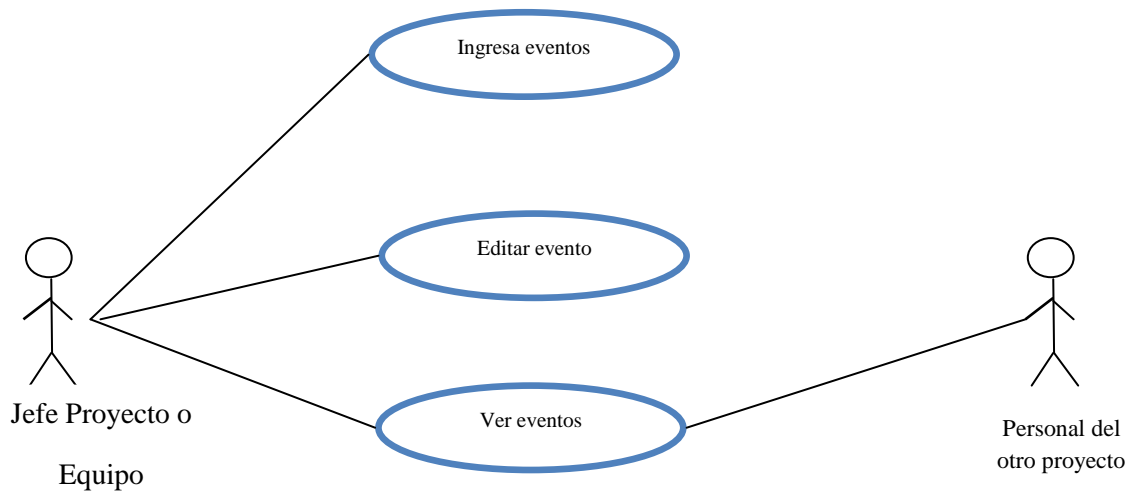 Ingresa eventos
Editar evento
Ver eventos
Jefe Proyecto o
Equipo
Personal del
otro proyecto